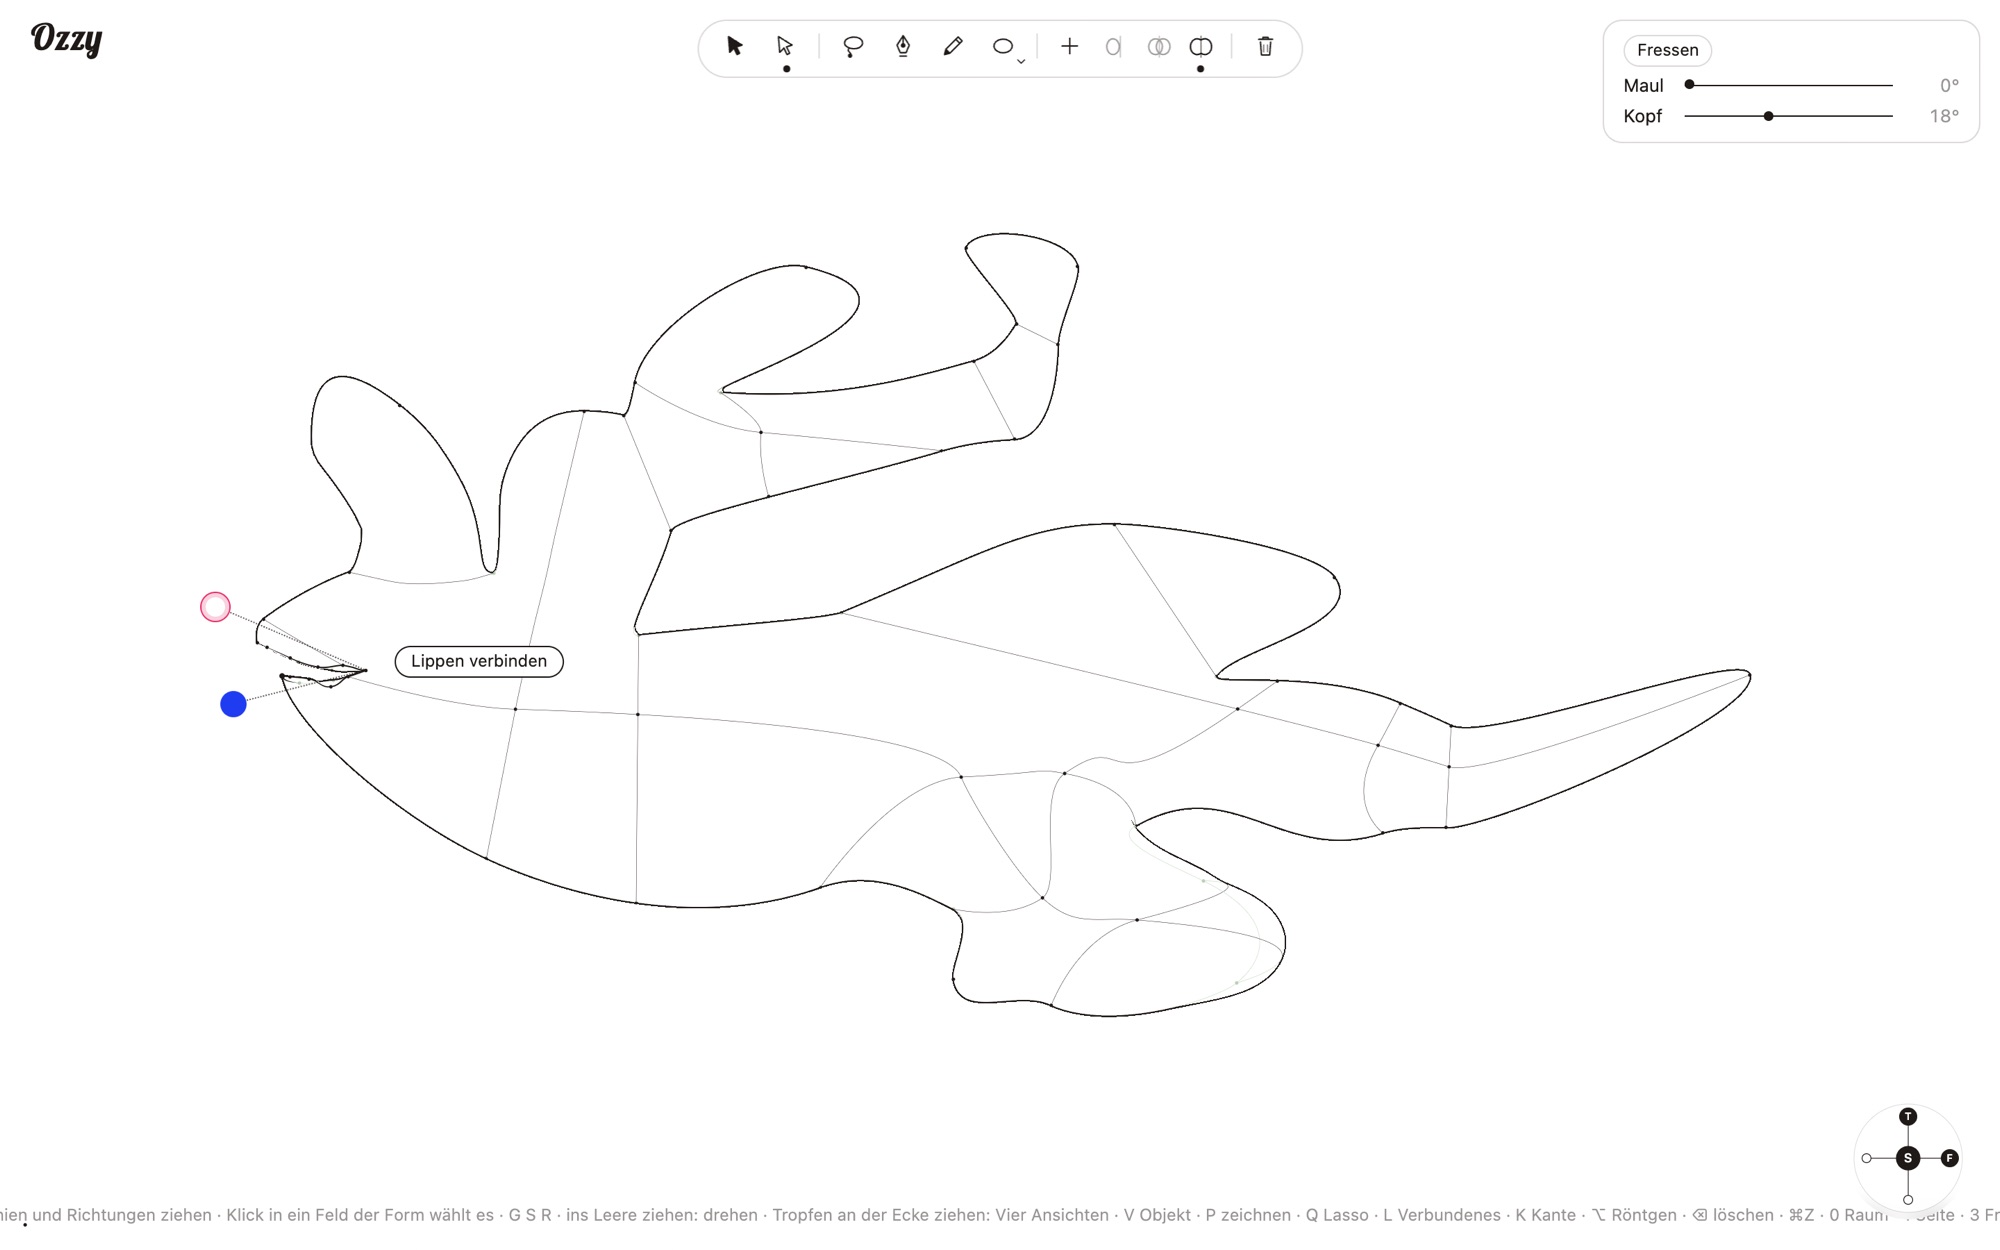 Ozzy
Fressen
Maul 0°
Kopf 18°
Lippen verbinden
T
S F
und Richtungen ziehen · Klick in ein Feld der Form wählt es · G S R · ins Leere ziehen: drehen · Tropfen an der Ecke ziehen: Vier Ansichten · V Objekt · P zeichnen · Q Lasso · L Verbundenes · K Kante · ⌥ Röntgen · ⌫ löschen · ⌘Z · 0 Raum · Seite · 3 Fr